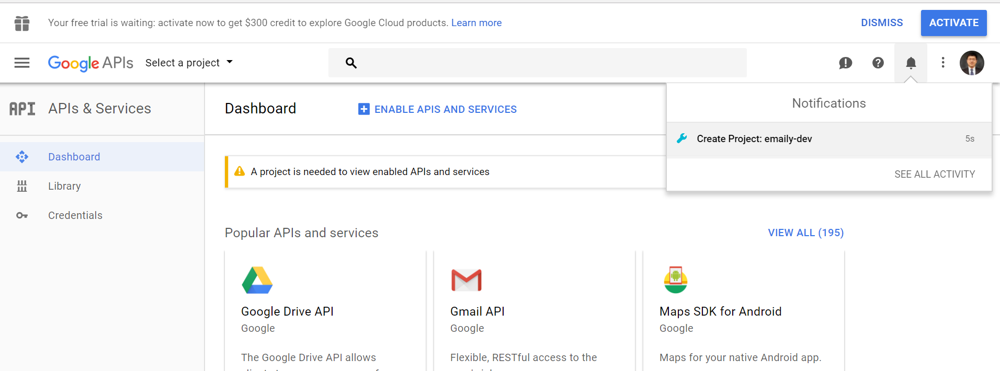 Your free trial is waiting: activate now to get $300 credit to explore Google Cloud products. Learn more
DISMISS
ACTIVATE
Google APIs
Select a project
API
APIs & Services
Dashboard
ENABLE APIS AND SERVICES
Notifications
Create Project: emaily-dev
5s
SEE ALL ACTIVITY
Dashboard
Library
Credentials
A project is needed to view enabled APIs and services
Popular APIs and services
VIEW ALL (195)
Google Drive API
Google
The Google Drive API allows
Gmail API
Google
Flexible, RESTful access to the
Maps SDK for Android
Google
Maps for your native Android app.